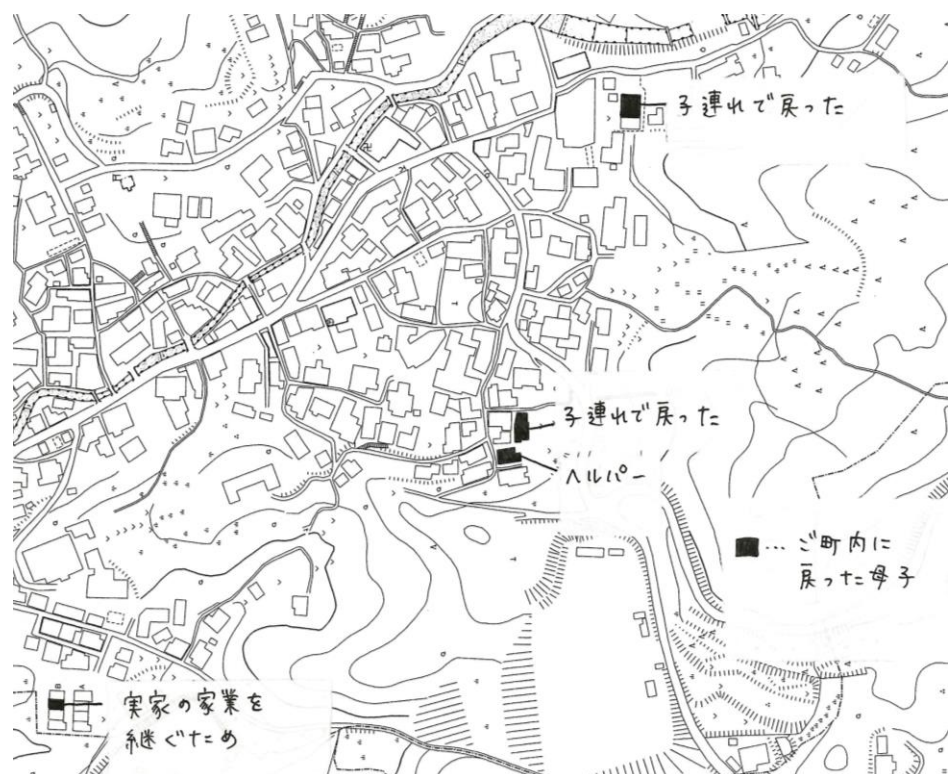 子連れで戻った
子連れで戻った
ヘルパー
■… ご町内に
戻った母子
実家の家業を
継ぐため